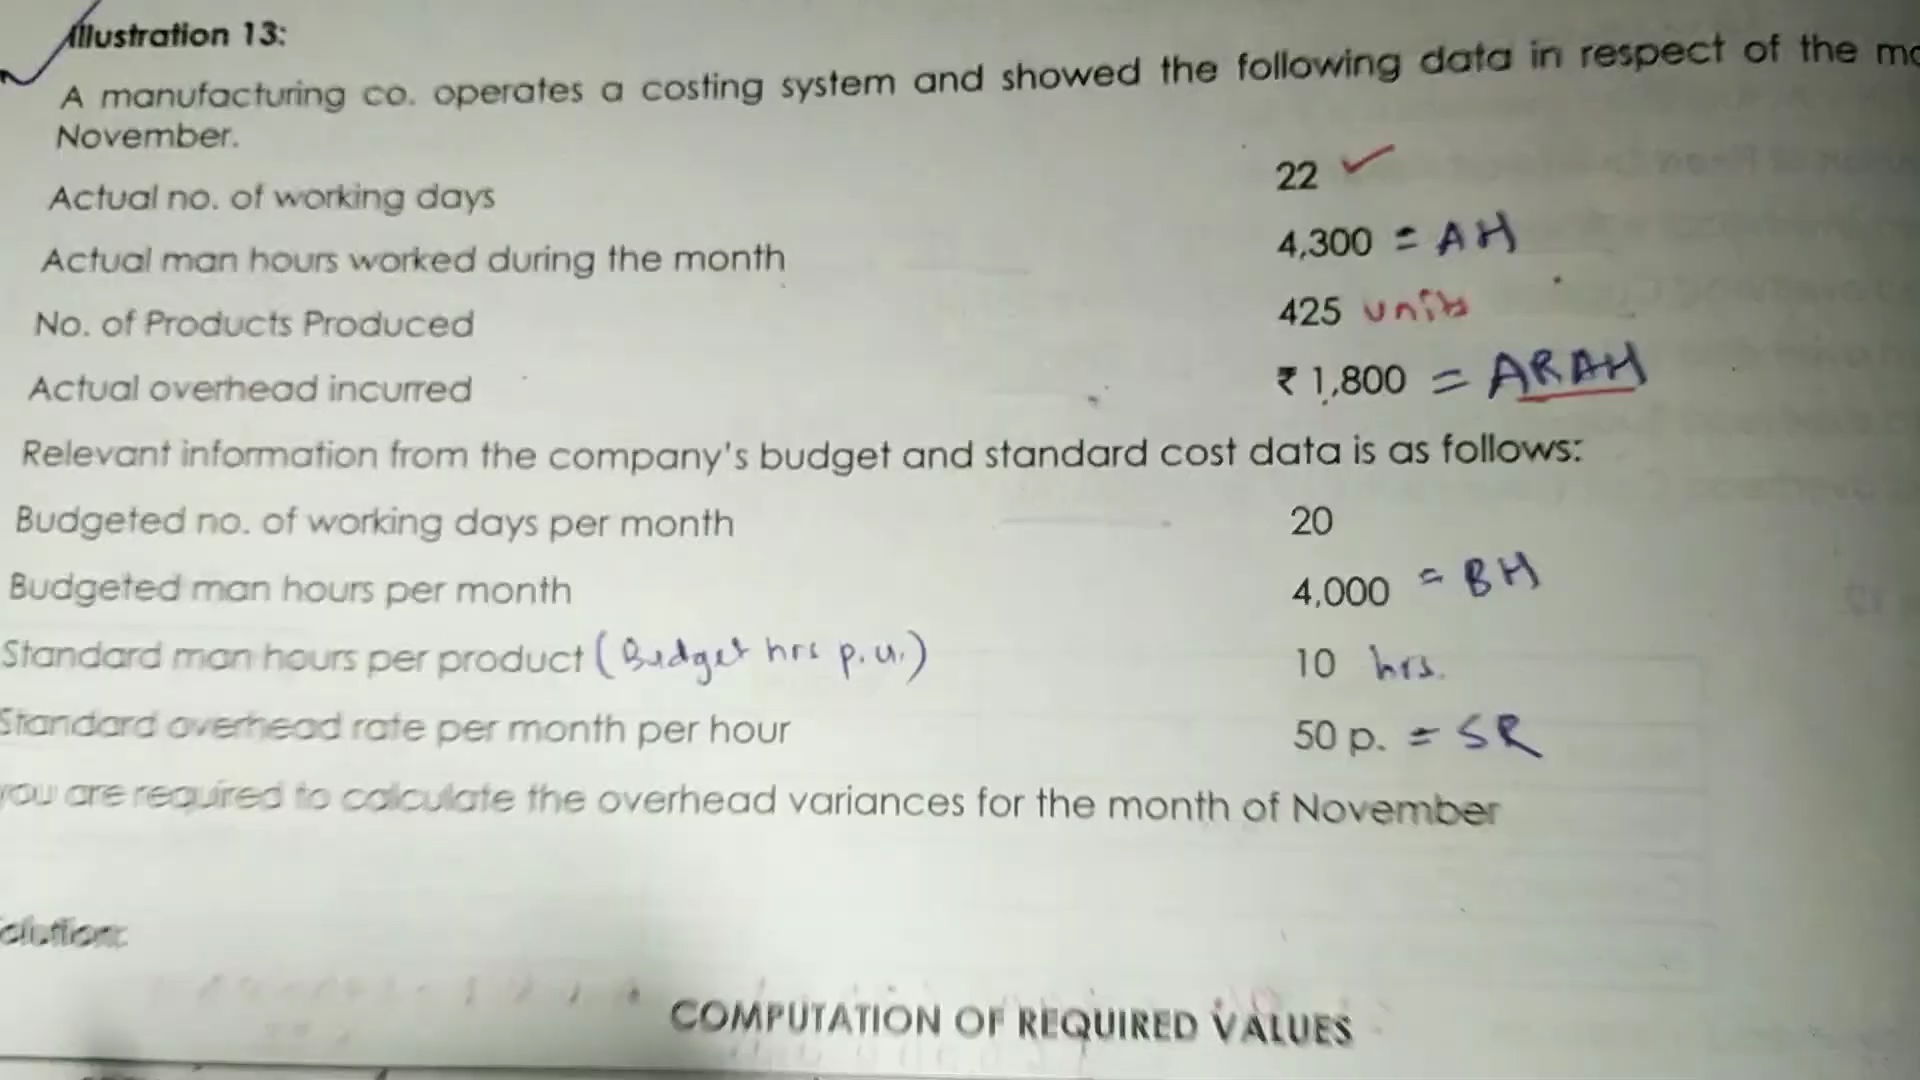 Illustration 13:
A manufacturing co. operates a costing system and showed the following data in respect of the
November.
Actual no. of working days 22
Actual man hours worked during the month 4,300 = AH
No. of Products Produced 425 units
Actual overhead incurred ₹ 1,800 = ARAH
Relevant information from the company's budget and standard cost data is as follows:
Budgeted no. of working days per month 20
Budgeted man hours per month 4,000 = BH
Standard man hours per product (Budget hrs p.u.) 10 hrs.
Standard overhead rate per month per hour 50 p. = SR
you are required to calculate the overhead variances for the month of November
olution:
COMPUTATION OF REQUIRED VALUES